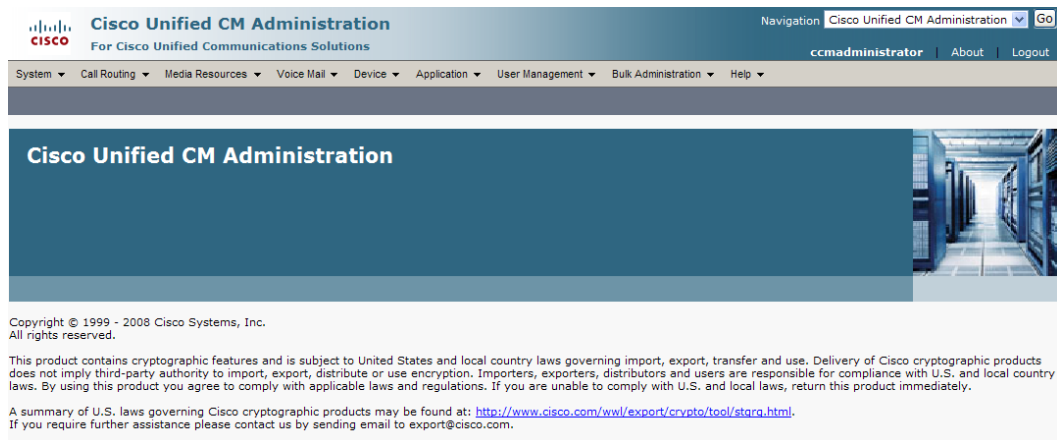 Cisco Unified CM Administration
Navigation Cisco Unified CM Administration Go
CISCO
For Cisco Unified Communications Solutions
ccmadministrator | About | Logout
System Call Routing Media Resources Voice Mail Device Application User Management Bulk Administration Help
Cisco Unified CM Administration
Copyright © 1999 - 2008 Cisco Systems, Inc.
All rights reserved.
This product contains cryptographic features and is subject to United States and local country laws governing import, export, transfer and use. Delivery of Cisco cryptographic products
does not imply third-party authority to import, export, distribute or use encryption. Importers, exporters, distributors and users are responsible for compliance with U.S. and local country
laws. By using this product you agree to comply with applicable laws and regulations. If you are unable to comply with U.S. and local laws, return this product immediately.
A summary of U.S. laws governing Cisco cryptographic products may be found at: http://www.cisco.com/wwl/export/crypto/tool/stqrg.html.
If you require further assistance please contact us by sending email to export@cisco.com.